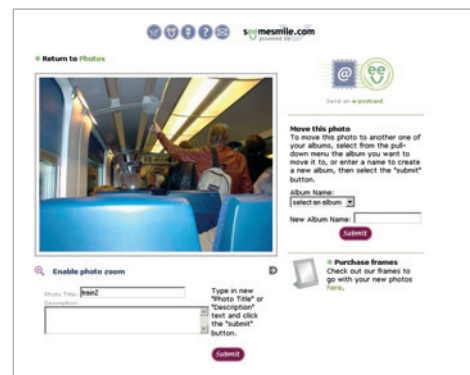 seemesmile.com
powered by
Return to Photos
@
ee
Send an e-postcard
Move this photo
To move this photo to another one of
your albums, select from the pull-
down menu the album you want to
move it to, or enter a name to create
a new album, then select the "submit"
button.
Album Name:
select an album
New Album Name:
Submit
Enable photo zoom
Purchase frames
Check out our frames to
go with your new photos
here.
Photo Title: train2
Description:
Type in new
"Photo Title" or
"Description"
text and click
the "submit"
button.
Submit